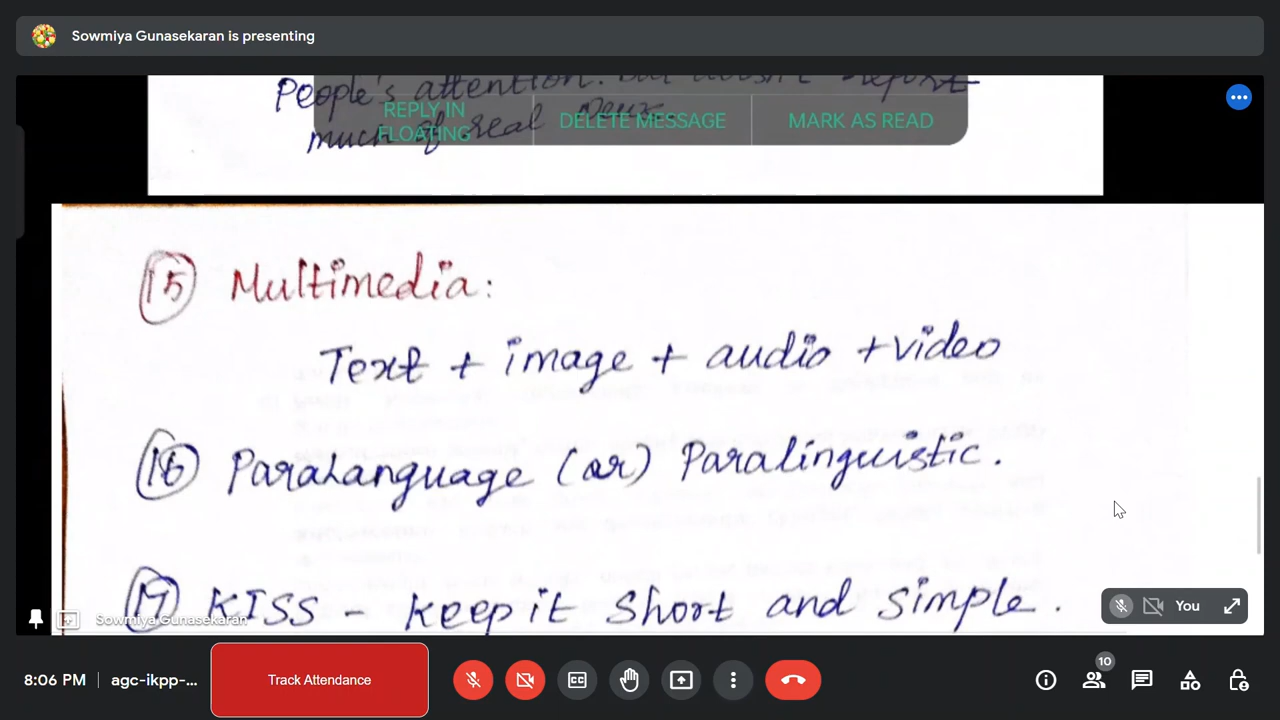 Sowmiya Gunasekaran is presenting
People's attention. But doesn't report
much of real news
REPLY IN FLOATING
DELETE MESSAGE
MARK AS READ
15 Multimedia:
Text + image + audio + video
16 Paralanguage (or) Paralinguistic.
17 KISS - Keep it Short and Simple.
Sowmiya Gunasekaran
You
8:06 PM | agc-ikpp-...
Track Attendance
10